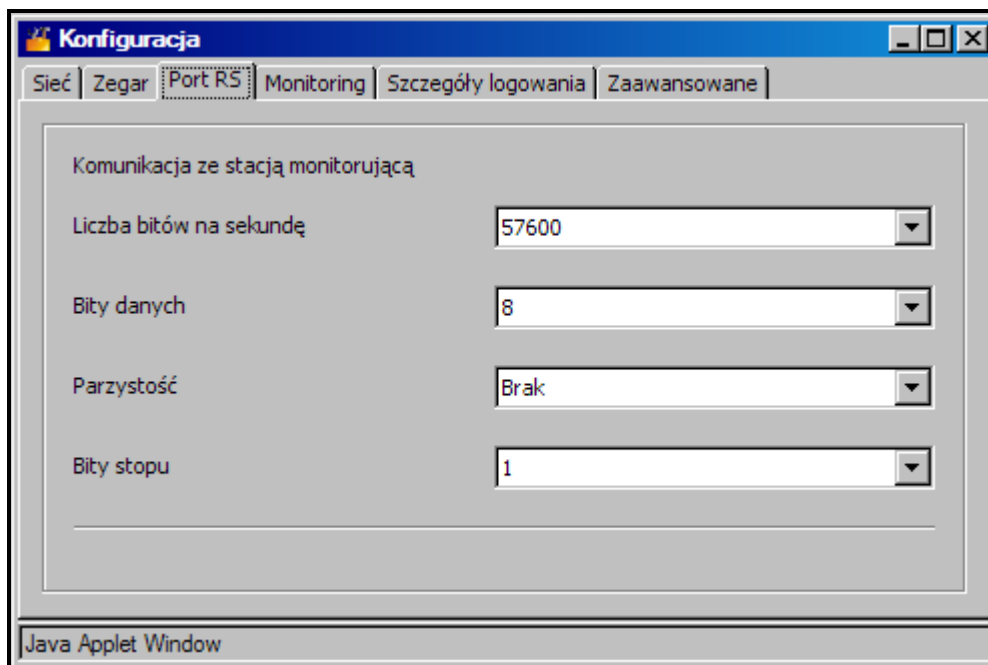 Konfiguracja
Sieć Zegar Port RS Monitoring Szczegóły logowania Zaawansowane
Komunikacja ze stacją monitorującą
Liczba bitów na sekundę 57600
Bity danych 8
Parzystość Brak
Bity stopu 1
Java Applet Window